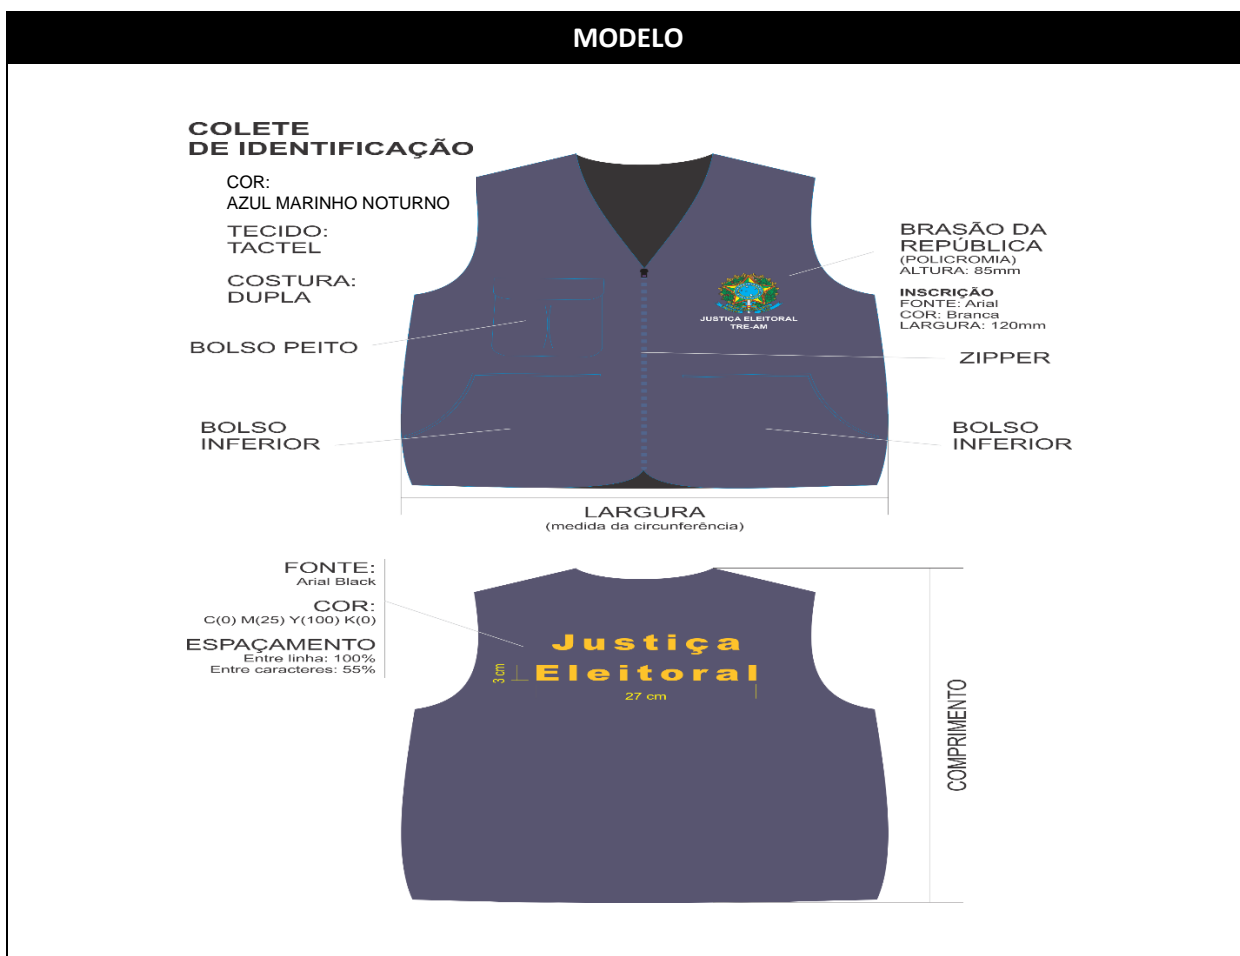 MODELO
COLETE
DE IDENTIFICAÇÃO
COR:
AZUL MARINHO NOTURNO
TECIDO:
TACTEL
COSTURA:
DUPLA
BOLSO PEITO
BOLSO
INFERIOR
JUSTIÇA ELEITORAL
TRE-AM
BRASÃO DA
REPÚBLICA
(POLICROMIA)
ALTURA: 85mm
INSCRIÇÃO
FONTE: Arial
COR: Branca
LARGURA: 120mm
ZIPPER
BOLSO
INFERIOR
LARGURA
(medida da circunferência)
FONTE:
Arial Black
COR:
C(0) M(25) Y(100) K(0)
ESPAÇAMENTO
Entre linha: 100%
Entre caracteres: 55%
Justiça
Eleitoral
3 cm
27 cm
COMPRIMENTO